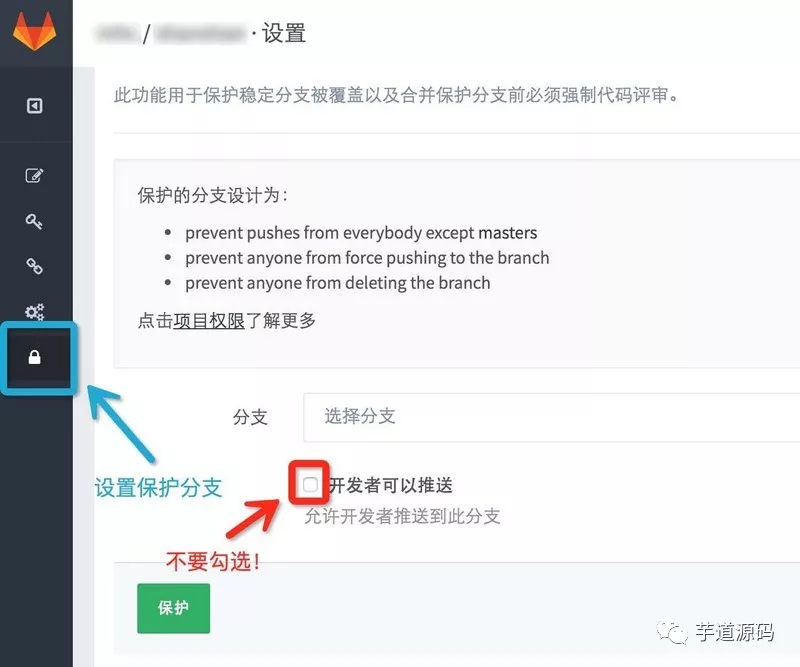 / · 设置
此功能用于保护稳定分支被覆盖以及合并保护分支前必须强制代码评审。
保护的分支设计为：
prevent pushes from everybody except masters
prevent anyone from force pushing to the branch
prevent anyone from deleting the branch
点击项目权限了解更多
分支
选择分支
开发者可以推送
设置保护分支
允许开发者推送到此分支
不要勾选！
保护
芋道源码